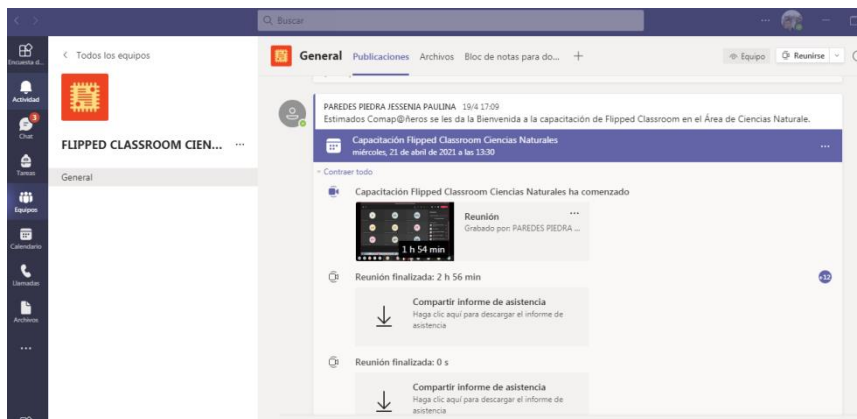 Buscar
Encuesta d...
Actividad
3
Chat
Tareas
Equipos
Calendario
Llamadas
Archivos
...
< Todos los equipos
FLIPPED CLASSROOM CIEN... ...
General
General Publicaciones Archivos Bloc de notas para do... +
Equipo
Reunirse
PAREDES PIEDRA JESSENIA PAULINA 19/4 17:09
Estimados Comap@ñeros se les da la Bienvenida a la capacitación de Flipped Classroom en el Área de Ciencias Naturale.
Capacitación Flipped Classroom Ciencias Naturales
miércoles, 21 de abril de 2021 a las 13:30
Contraer todo
Capacitación Flipped Classroom Ciencias Naturales ha comenzado
Reunión
Grabado por: PAREDES PIEDRA ...
1 h 54 min
Reunión finalizada: 2 h 56 min
+12
Compartir informe de asistencia
Haga clic aquí para descargar el informe de
asistencia
Reunión finalizada: 0 s
Compartir informe de asistencia
Haga clic aquí para descargar el informe de
asistencia